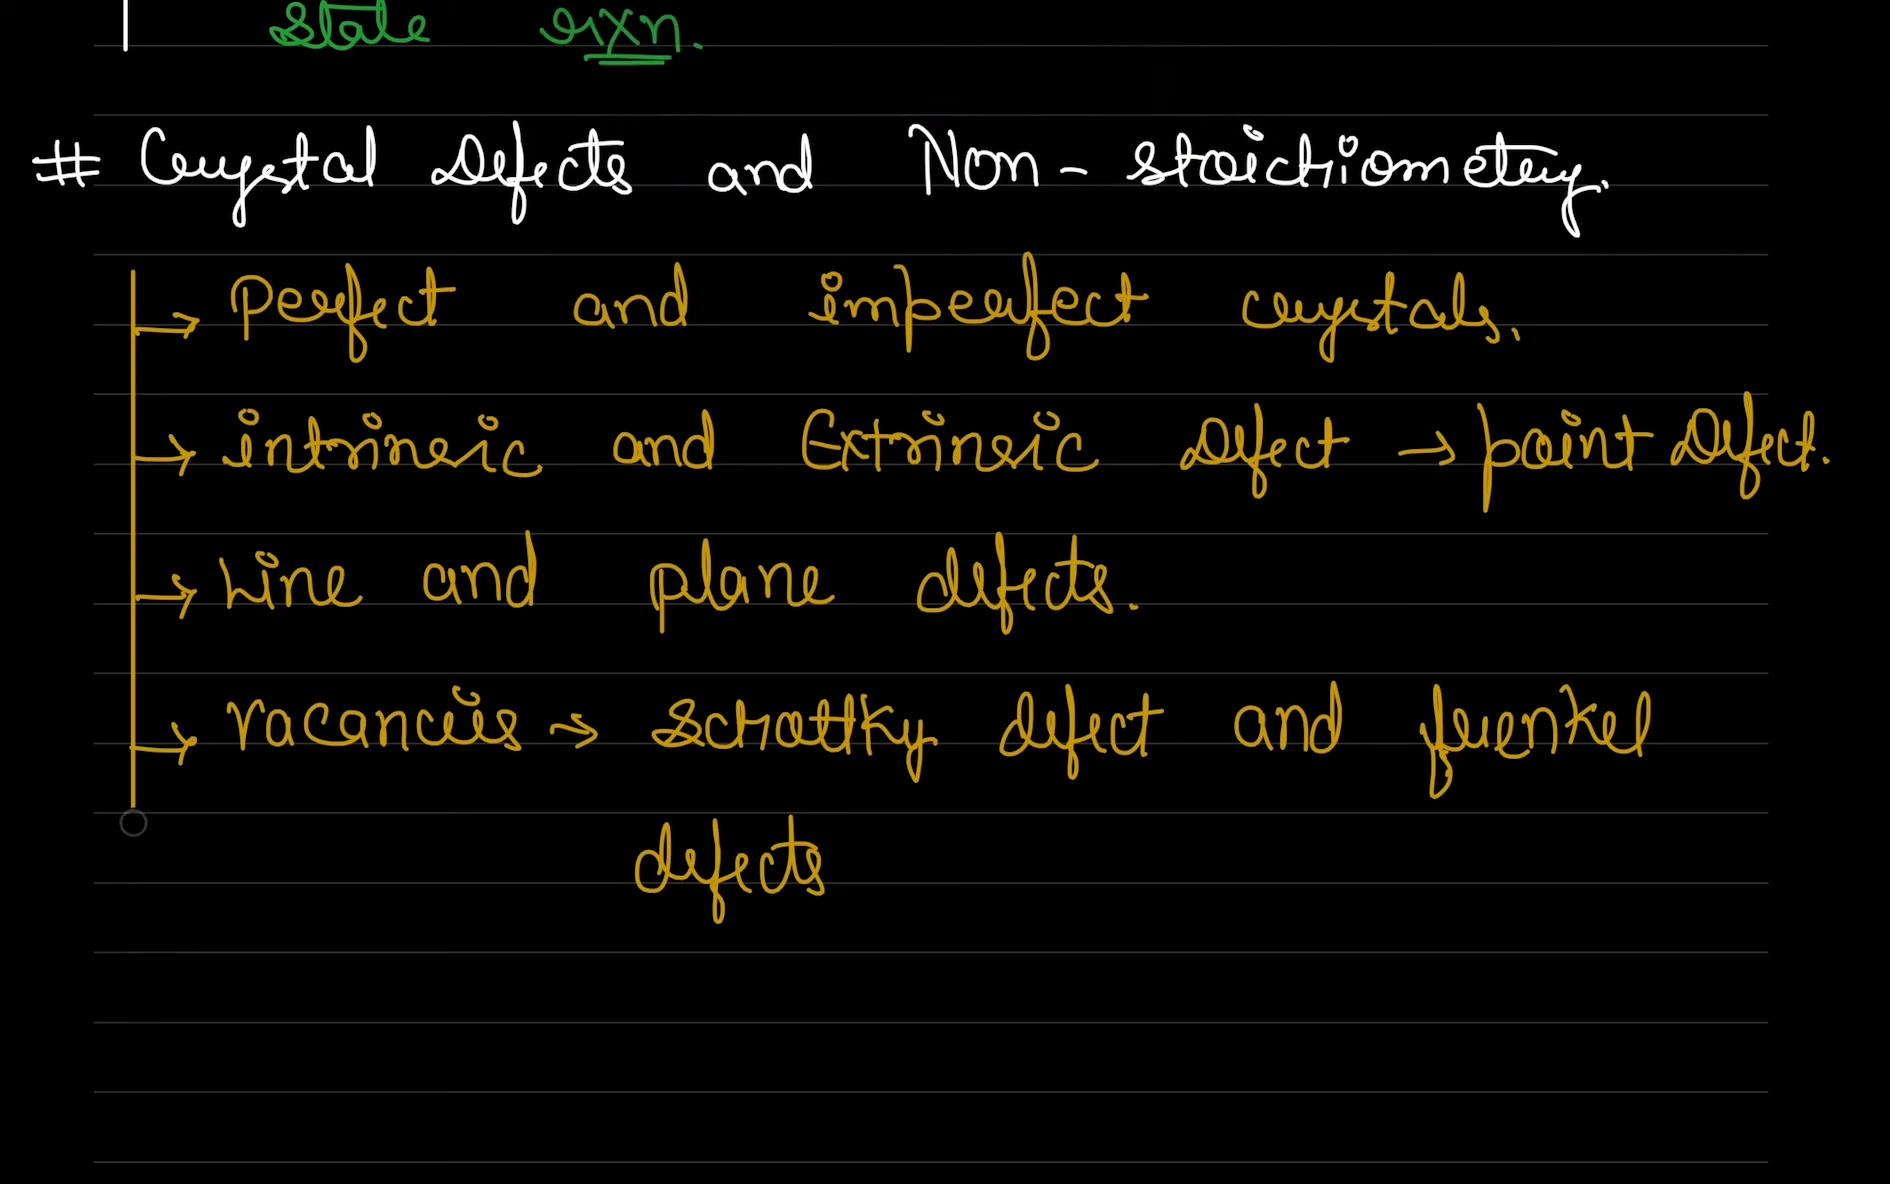 State rxn.
# Crystal Defects and Non-stoichiometry.
→ Perfect and imperfect crystals.
→ intrinsic and Extrinsic Defect → point Defect.
→ Line and plane defects.
→ vacancies → Schottky defect and frenkel
defects